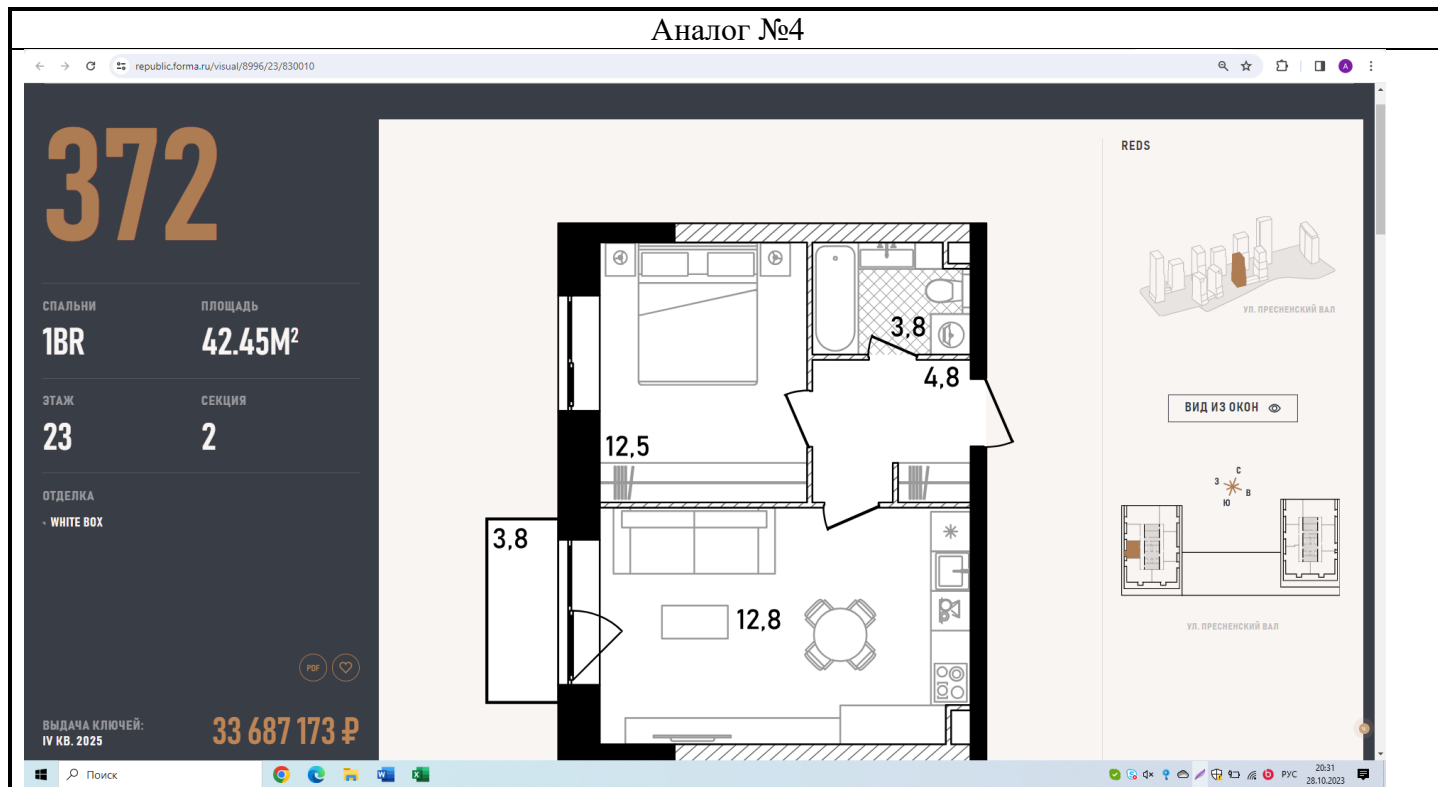 Аналог №4
republic.forma.ru/visual/8996/23/830010
A
372
СПАЛЬНИ
ПЛОЩАДЬ
1BR
42.45М²
ЭТАЖ
СЕКЦИЯ
23
2
ОТДЕЛКА
WHITE BOX
PDF
ВЫДАЧА КЛЮЧЕЙ:
IV КВ. 2025
33 687 173 ₽
3,8
4,8
12,5
3,8
12,8
REDS
УЛ. ПРЕСНЕНСКИЙ ВАЛ
ВИД ИЗ ОКОН
С
З
В
Ю
УЛ. ПРЕСНЕНСКИЙ ВАЛ
Поиск
РУС
20:31
28.10.2023